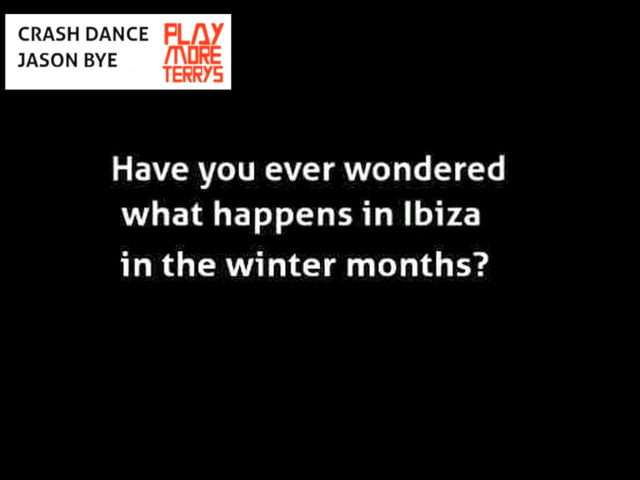 CRASH DANCE
JASON BYE
PLAY
MORE
TERRYS
Have you ever wondered
what happens in Ibiza
in the winter months?